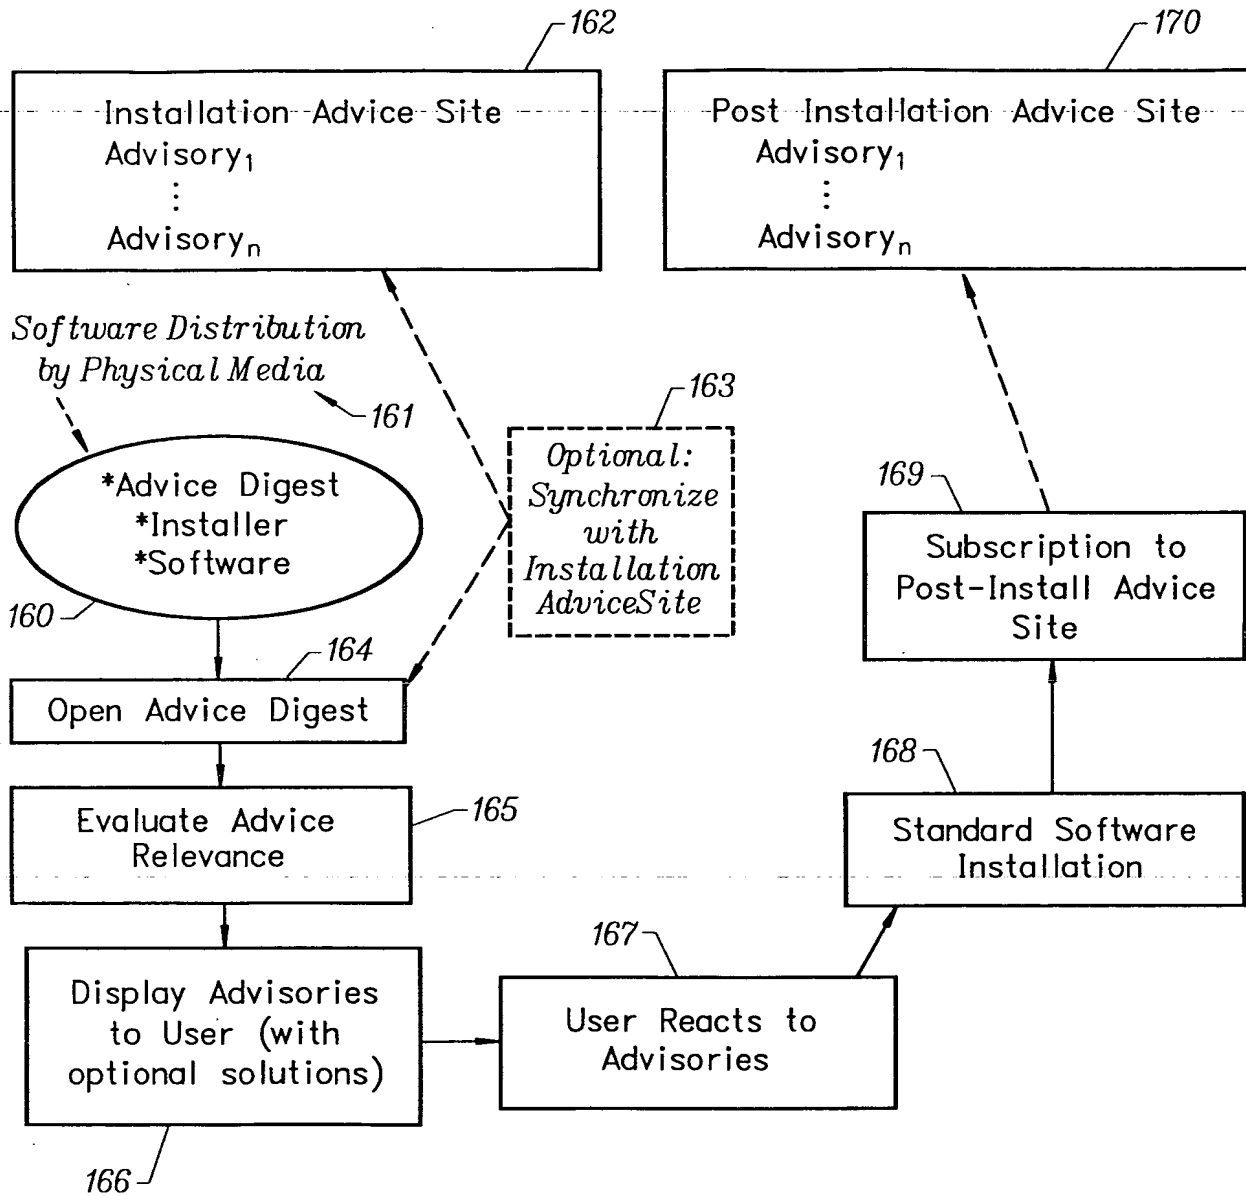 162
170
Installation Advice Site
Advisory1
⋮
Advisoryn
Post Installation Advice Site
Advisory1
⋮
Advisoryn
Software Distribution
by Physical Media
161
*Advice Digest
*Installer
*Software
160
163
Optional:
Synchronize
with
Installation
AdviceSite
164
Open Advice Digest
Evaluate Advice
Relevance
165
Display Advisories
to User (with
optional solutions)
166
167
User Reacts to
Advisories
168
Standard Software
Installation
169
Subscription to
Post-Install Advice
Site